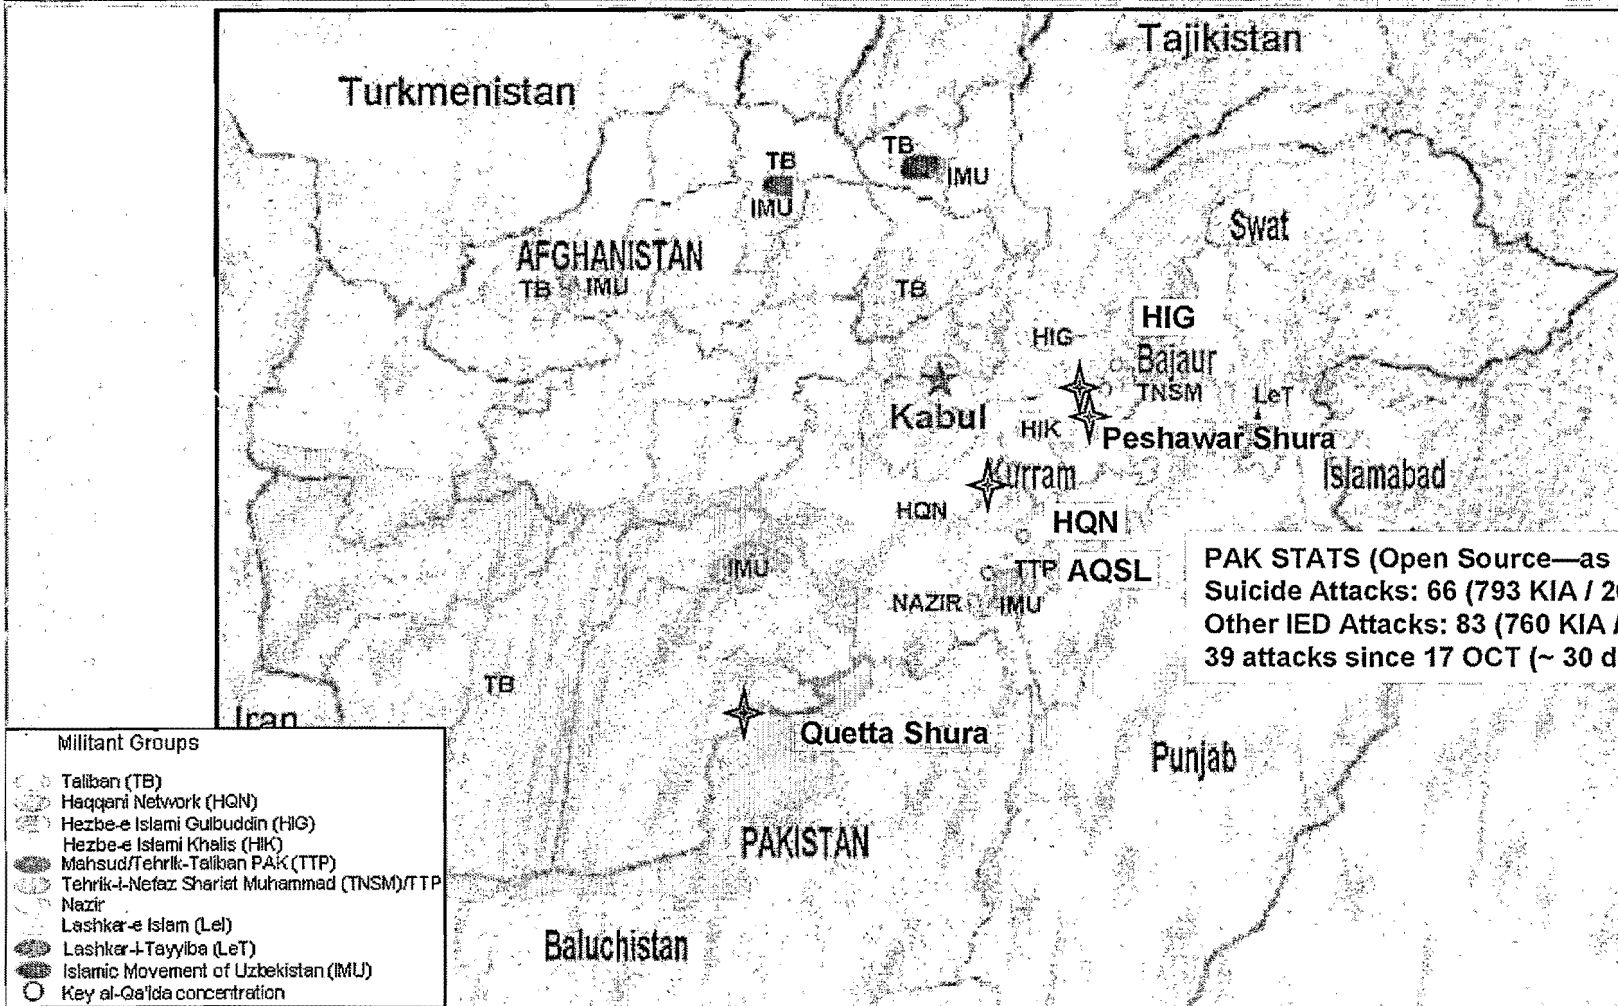 Tajikistan
Turkmenistan
TB
IMU
TB
IMU
Swat
AFGHANISTAN
TB IMU
TB
HIG
HIG
Bajaur
TNSM
LeT
Kabul
HIK
Peshawar Shura
Kurram
Islamabad
HQN
HQN
IMU
TTP
AQSL
NAZIR
IMU
PAK STATS (Open Source—as
Suicide Attacks: 66 (793 KIA / 2
Other IED Attacks: 83 (760 KIA /
39 attacks since 17 OCT (~ 30 d
TB
Iran
Quetta Shura
Punjab
PAKISTAN
Baluchistan
Militant Groups
Taliban (TB)
Haqqani Network (HQN)
Hezbe-e Islami Gulbuddin (HIG)
Hezbe-e Islami Khalis (HIK)
Mahsud/Tehrik-Taliban PAK (TTP)
Tehrik-i-Nefaz Shariat Muhammad (TNSM)/TTP
Nazir
Lashkar-e Islam (LeI)
Lashkar-i-Tayyiba (LeT)
Islamic Movement of Uzbekistan (IMU)
Key al-Qa'ida concentration